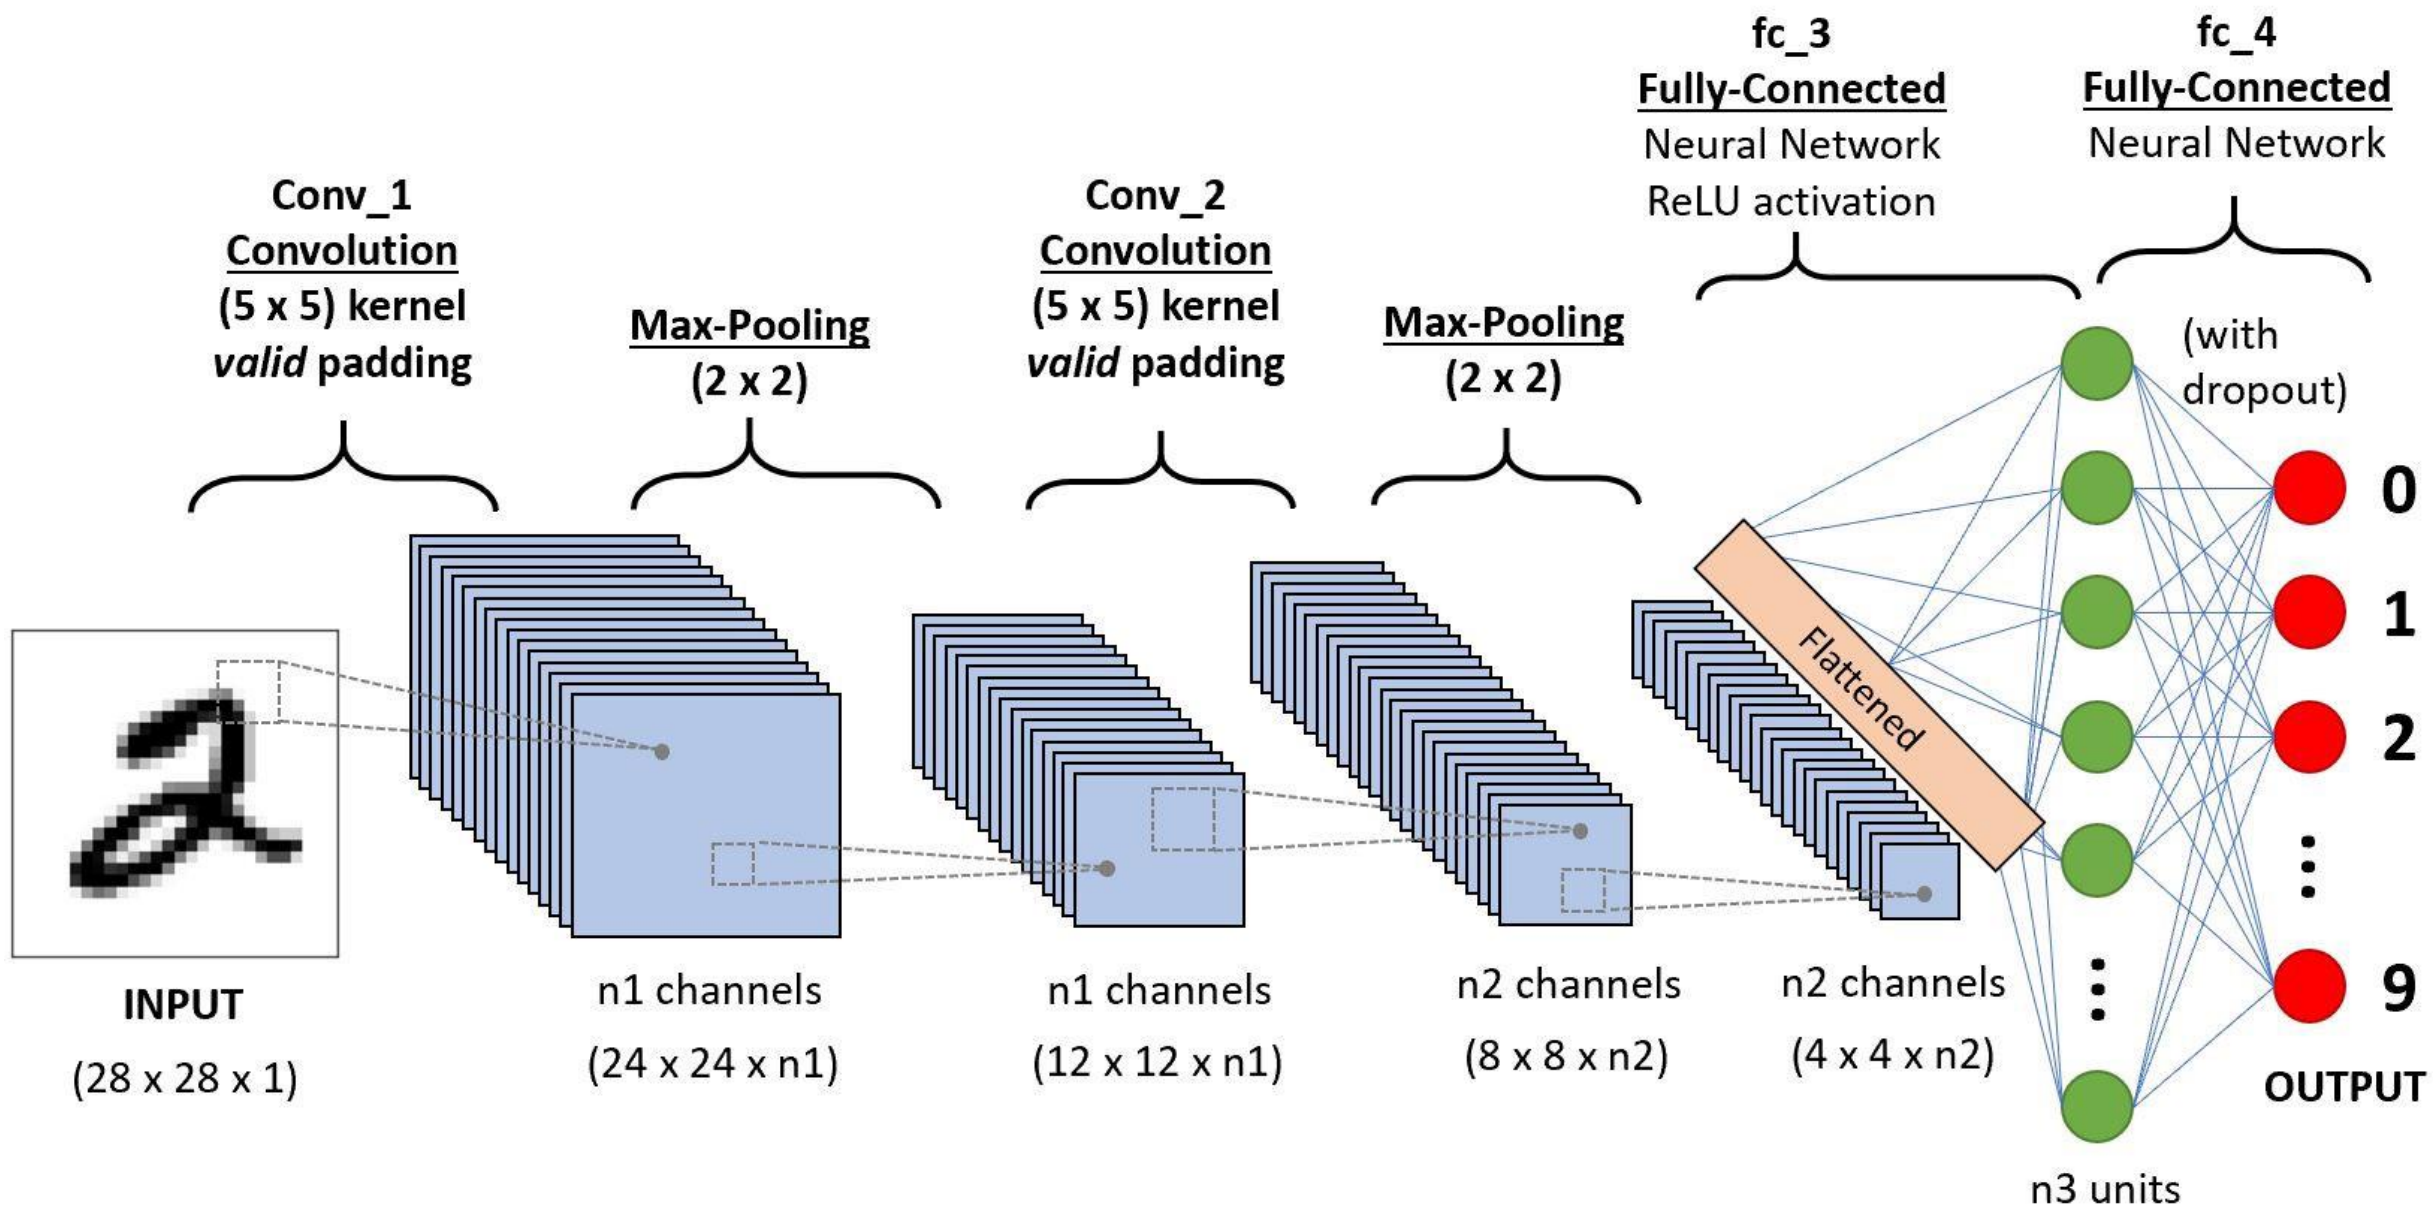 fc_3
Fully-Connected
Neural Network
ReLU activation
fc_4
Fully-Connected
Neural Network
Conv_1
Convolution
(5 x 5) kernel
valid padding
Max-Pooling
(2 x 2)
Conv_2
Convolution
(5 x 5) kernel
valid padding
Max-Pooling
(2 x 2)
(with
dropout)
Flattened
0
1
2
9
INPUT
(28 x 28 x 1)
n1 channels
(24 x 24 x n1)
n1 channels
(12 x 12 x n1)
n2 channels
(8 x 8 x n2)
n2 channels
(4 x 4 x n2)
OUTPUT
n3 units